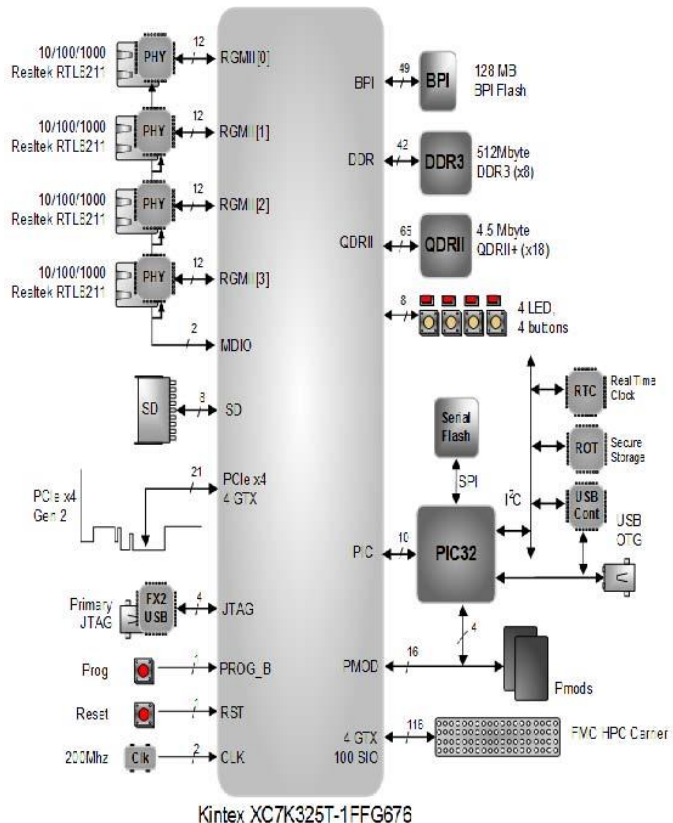 10/100/1000
Realtek RTL8211
PHY
12
RGMII[0]
10/100/1000
Realtek RTL8211
PHY
12
RGMII[1]
10/100/1000
Realtek RTL8211
PHY
12
RGMII[2]
10/100/1000
Realtek RTL8211
PHY
12
RGMII[3]
2
MDIO
SD
8
SD
PCIe x4
Gen 2
21
PCIe x4
4 GTX
Primary
JTAG
FX2
USB
4
JTAG
Prog
1
PROG_B
Reset
1
RST
200Mhz
Clk
2
CLK
BPI
49
BPI
128 MB
BPI Flash
DDR
42
DDR3
512Mbyte
DDR3 (x8)
QDRII
65
QDRII
4.5 Mbyte
QDRII+ (x18)
8
4 LED,
4 buttons
Serial
Flash
SPI
I²C
RTC
Real Time
Clock
ROT
Secure
Storage
USB
Cont
USB
OTG
PIC
10
PIC32
4
PMOD
16
Pmods
4 GTX
100 SIO
116
FMC HPC Carrier
Kintex XC7K325T-1FFG676